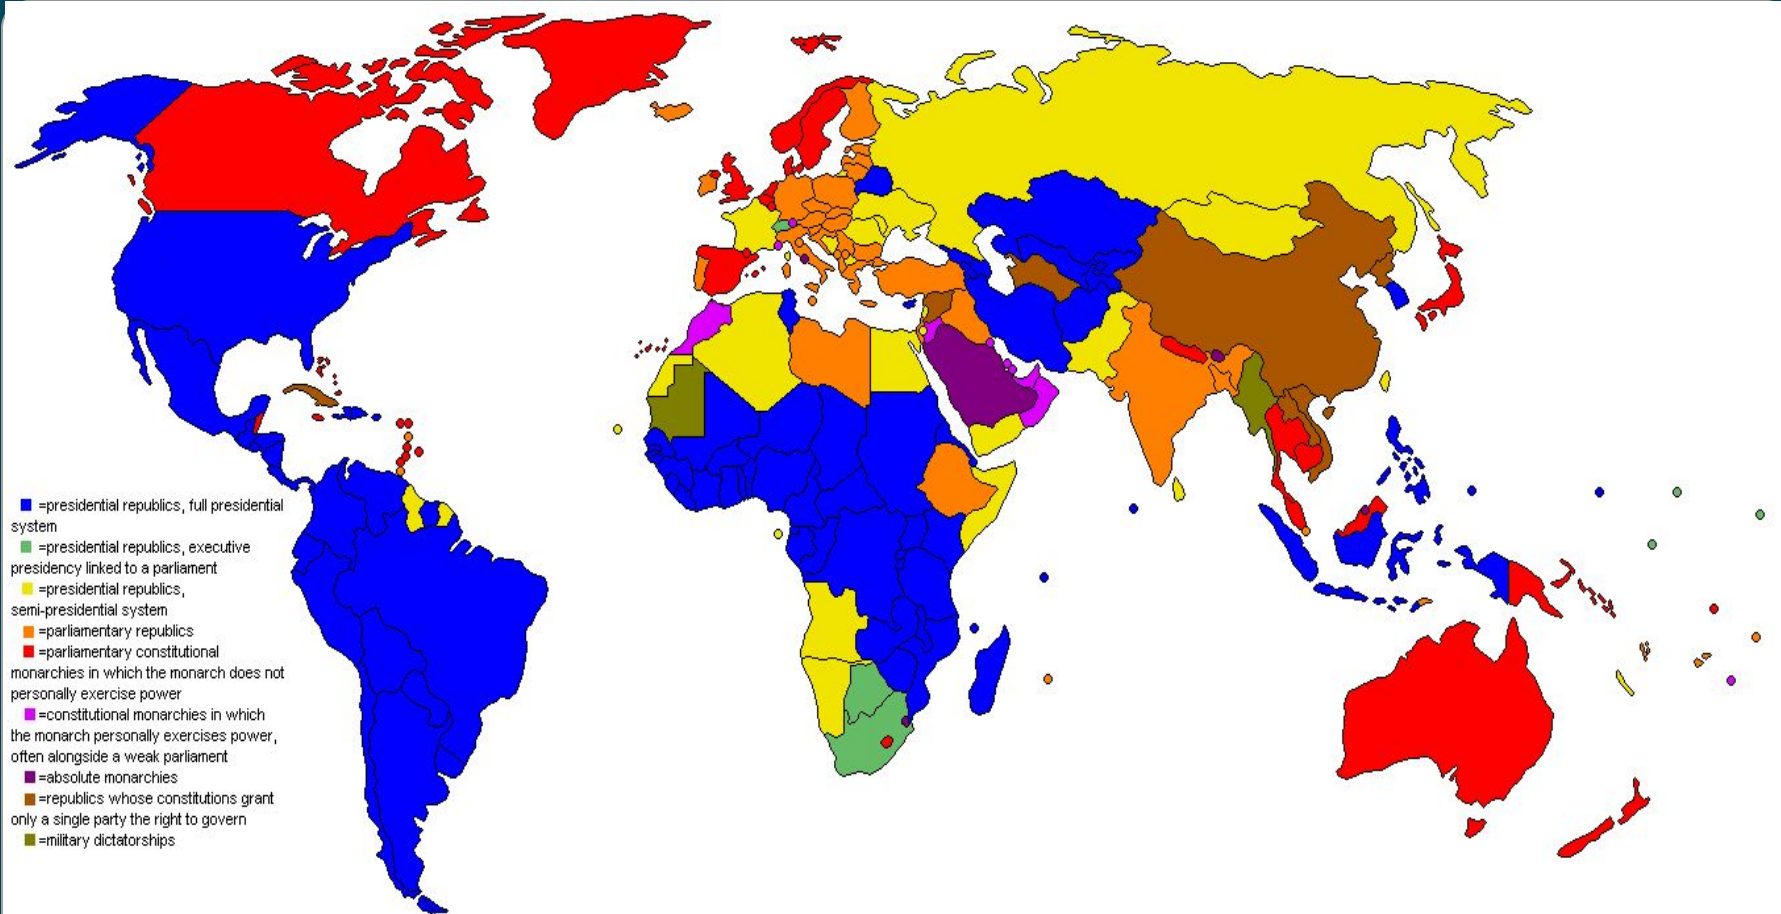 =presidential republics, full presidential
system
=presidential republics, executive
presidency linked to a parliament
=presidential republics,
semi-presidential system
=parliamentary republics
=parliamentary constitutional
monarchies in which the monarch does not
personally exercise power
=constitutional monarchies in which
the monarch personally exercises power,
often alongside a weak parliament
=absolute monarchies
=republics whose constitutions grant
only a single party the right to govern
=military dictatorships